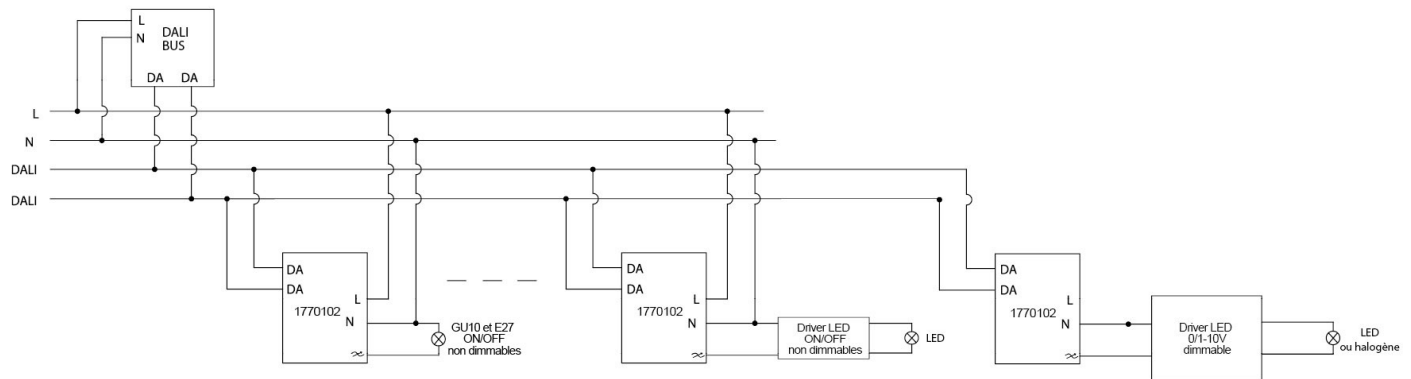 L
N
DALI
BUS
DA DA
L
N
DALI
DALI
DA
DA
1770102
L
N
GU10 et E27
ON/OFF
non dimmables
DA
DA
1770102
L
N
Driver LED
ON/OFF
non dimmables
LED
DA
DA
1770102
L
N
Driver LED
0/1-10V
dimmable
LED
ou halogène